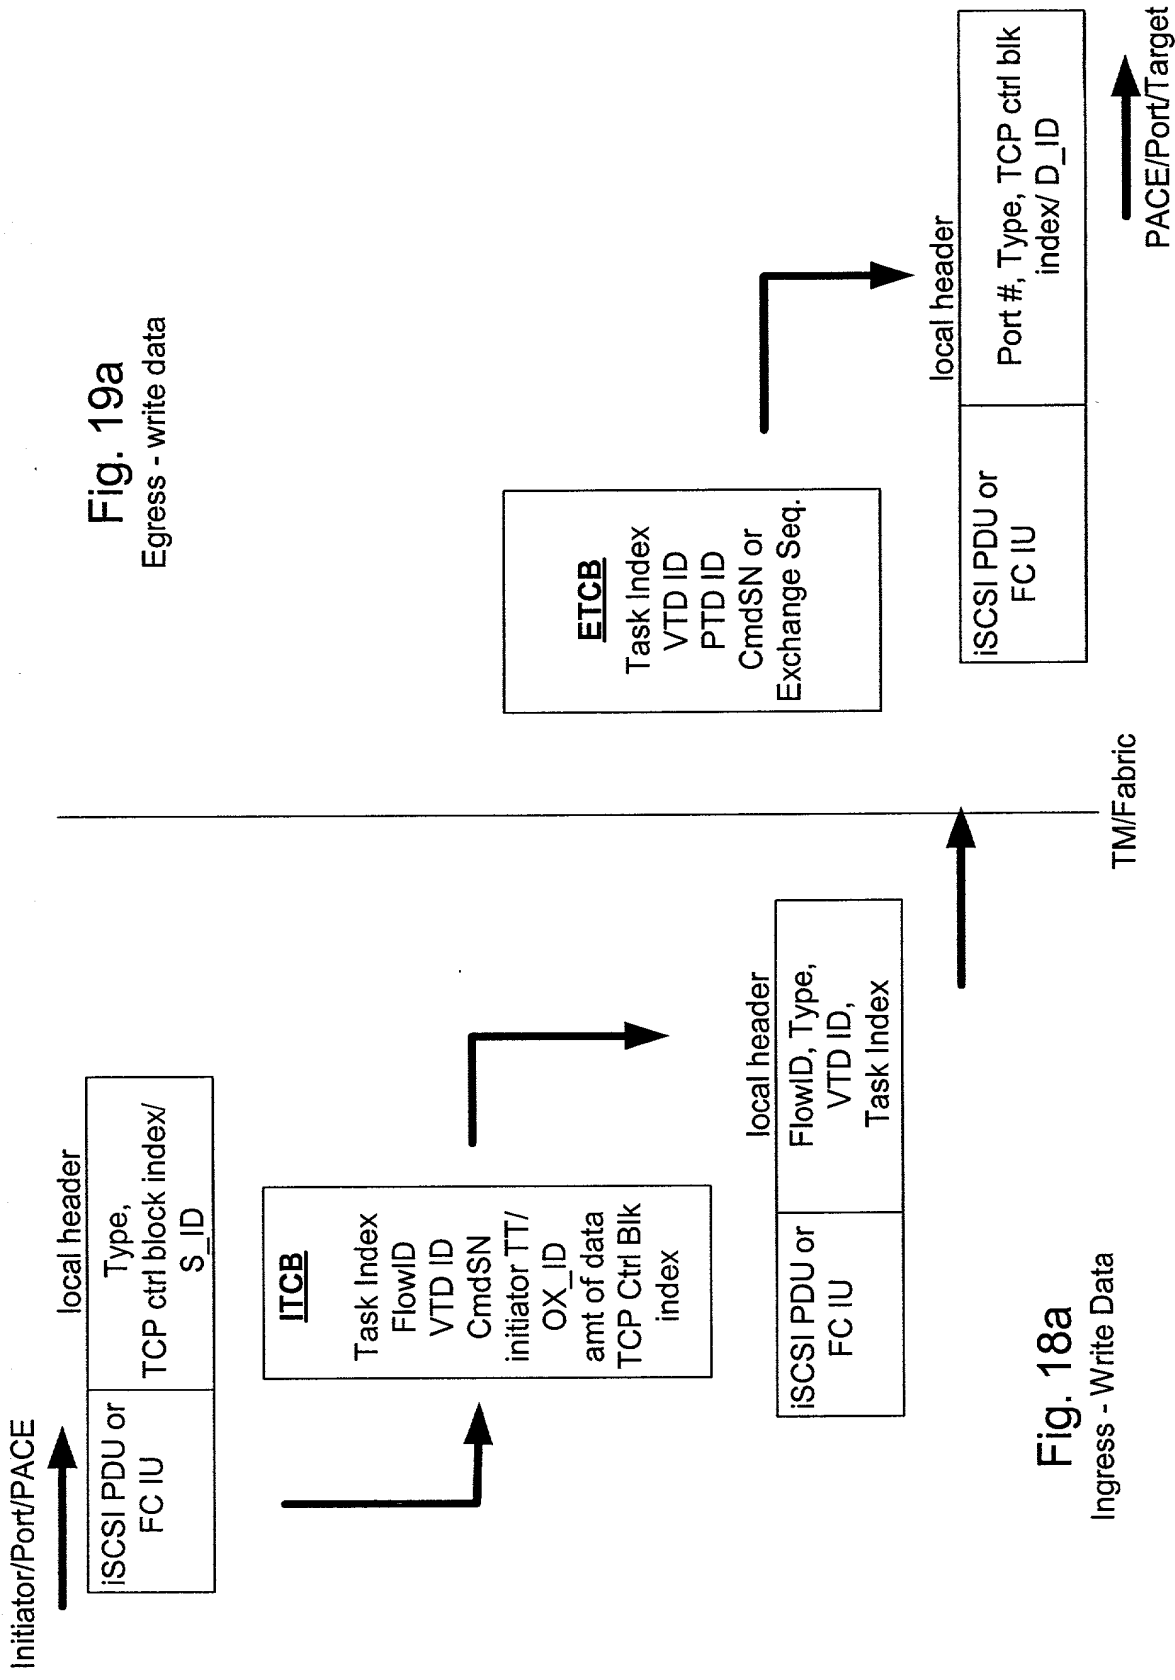 Initiator/Port/PACE
local header
iSCSI PDU or
FC IU
Type,
TCP ctrl block index/
S_ID
ITCB
Task Index
FlowID
VTD ID
CmdSN
initiator TT/
OX_ID
amt of data
TCP Ctrl Blk
index
local header
iSCSI PDU or
FC IU
FlowID, Type,
VTD ID,
Task Index
Fig. 18a
Ingress - Write Data
TM/Fabric
Fig. 19a
Egress - write data
ETCB
Task Index
VTD ID
PTD ID
CmdSN or
Exchange Seq.
local header
iSCSI PDU or
FC IU
Port #, Type, TCP ctrl blk
index/ D_ID
PACE/Port/Target